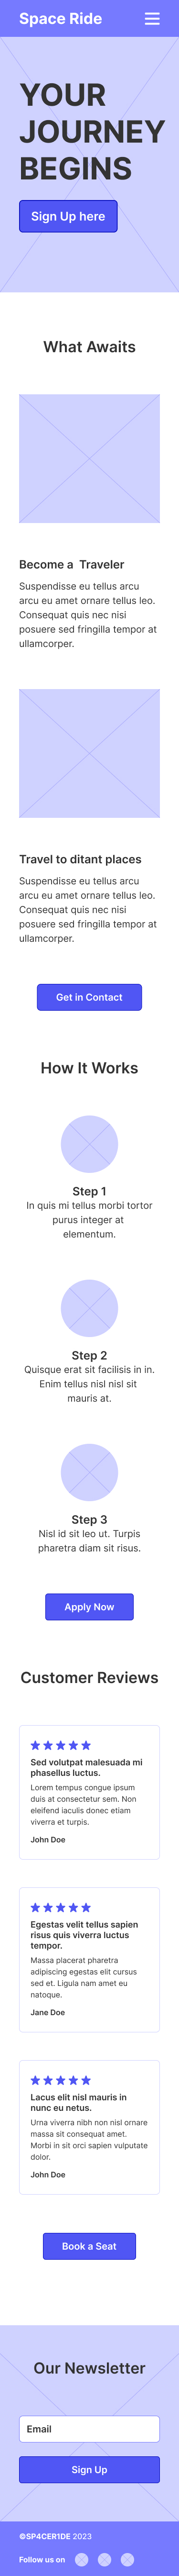 Space Ride
YOUR
JOURNEY
BEGINS
Sign Up here
What Awaits
Become a Traveler
Suspendisse eu tellus arcu
arcu eu amet ornare tellus leo.
Consequat quis nec nisi
posuere sed fringilla tempor at
ullamcorper.
Travel to ditant places
Suspendisse eu tellus arcu
arcu eu amet ornare tellus leo.
Consequat quis nec nisi
posuere sed fringilla tempor at
ullamcorper.
Get in Contact
How It Works
Step 1
In quis mi tellus morbi tortor
purus integer at
elementum.
Step 2
Quisque erat sit facilisis in in.
Enim tellus nisl nisl sit
mauris at.
Step 3
Nisl id sit leo ut. Turpis
pharetra diam sit risus.
Apply Now
Customer Reviews
Sed volutpat malesuada mi
phasellus luctus.
Lorem tempus congue ipsum
duis at consectetur sem. Non
eleifend iaculis donec etiam
viverra et turpis.
John Doe
Egestas velit tellus sapien
risus quis viverra luctus
tempor.
Massa placerat pharetra
adipiscing egestas elit cursus
sed et. Ligula nam amet eu
natoque.
Jane Doe
Lacus elit nisl mauris in
nunc eu netus.
Urna viverra nibh non nisl ornare
massa sit consequat amet.
Morbi in sit orci sapien vulputate
dolor.
John Doe
Book a Seat
Our Newsletter
Email
Sign Up
©SP4CER1DE 2023
Follow us on